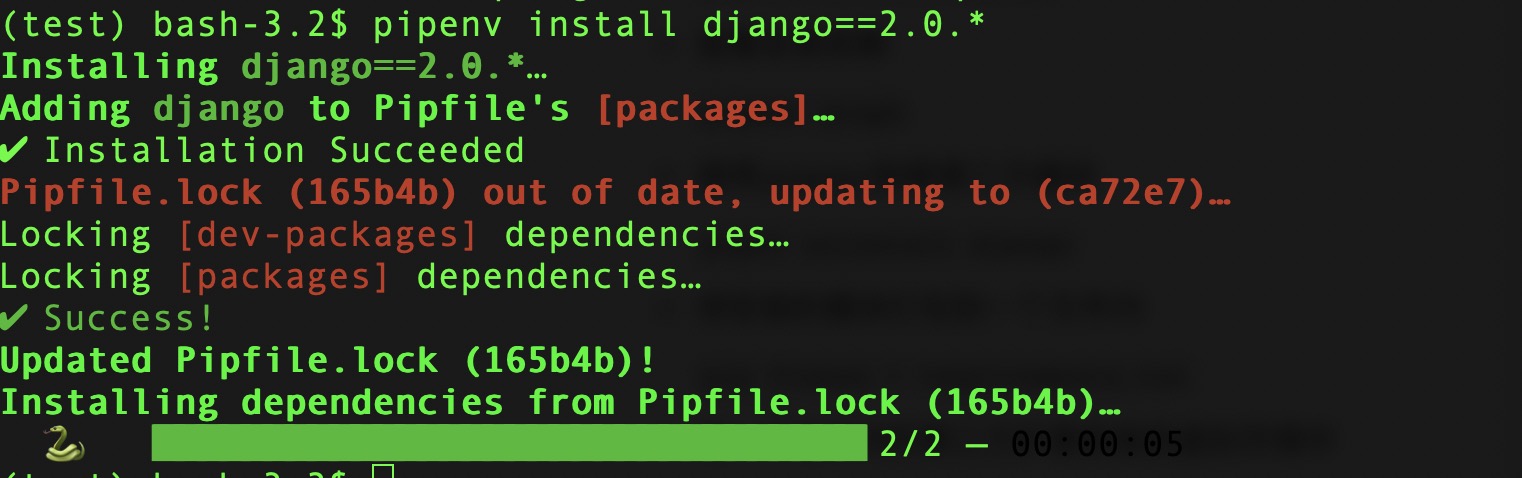 (test) bash-3.2$ pipenv install django==2.0.*
Installing django==2.0.*…
Adding django to Pipfile's [packages]…
✔ Installation Succeeded
Pipfile.lock (165b4b) out of date, updating to (ca72e7)…
Locking [dev-packages] dependencies…
Locking [packages] dependencies…
✔ Success!
Updated Pipfile.lock (165b4b)!
Installing dependencies from Pipfile.lock (165b4b)…
2/2 — 00:00:05
(test) bash-3.2$